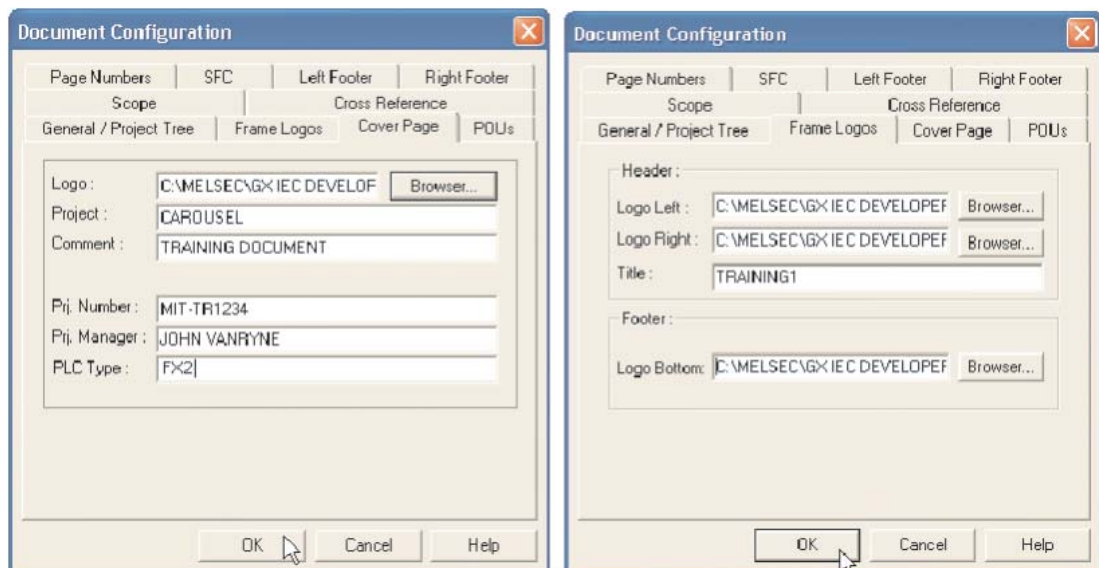 Document Configuration
Page Numbers SFC Left Footer Right Footer
Scope Cross Reference
General / Project Tree Frame Logos Cover Page POUs
Logo : C:\MELSEC\GX IEC DEVELOF Browser...
Project : CAROUSEL
Comment : TRAINING DOCUMENT
Prj. Number : MIT-TR1234
Prj. Manager : JOHN VANRYNE
PLC Type : FX2
OK Cancel Help
Document Configuration
Page Numbers SFC Left Footer Right Footer
Scope Cross Reference
General / Project Tree Frame Logos Cover Page POUs
Header :
Logo Left : C:\MELSEC\GX IEC DEVELOPEF Browser...
Logo Right : C:\MELSEC\GX IEC DEVELOPEF Browser...
Title : TRAINING1
Footer :
Logo Bottom: C:\MELSEC\GX IEC DEVELOPEF Browser...
OK Cancel Help